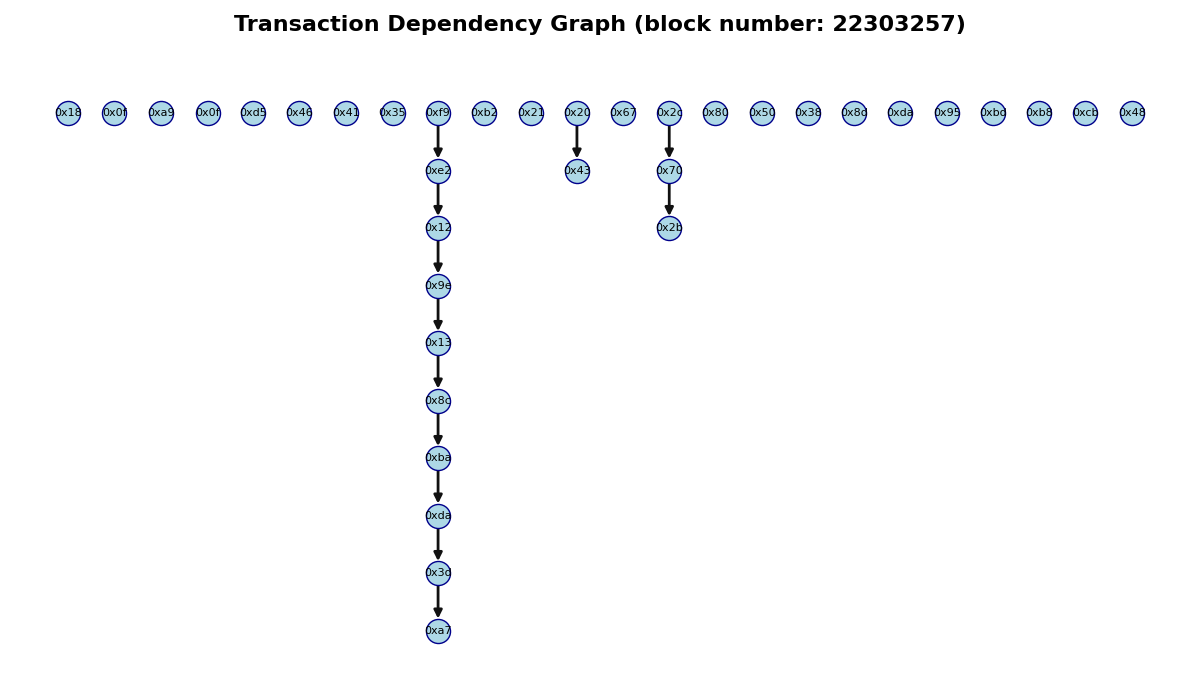 Transaction Dependency Graph (block number: 22303257)
0x18 0x0f 0xa9 0x0f 0xd5 0x46 0x41 0x35 0xf9 0xb2 0x21 0x20 0x67 0x2c 0x80 0x50 0x38 0x8d 0xda 0x95 0xbd 0xb8 0xcb 0x48
0xe2 0x43 0x70
0x12 0x2b
0x9e
0x13
0x8c
0xba
0xda
0x3d
0xa7